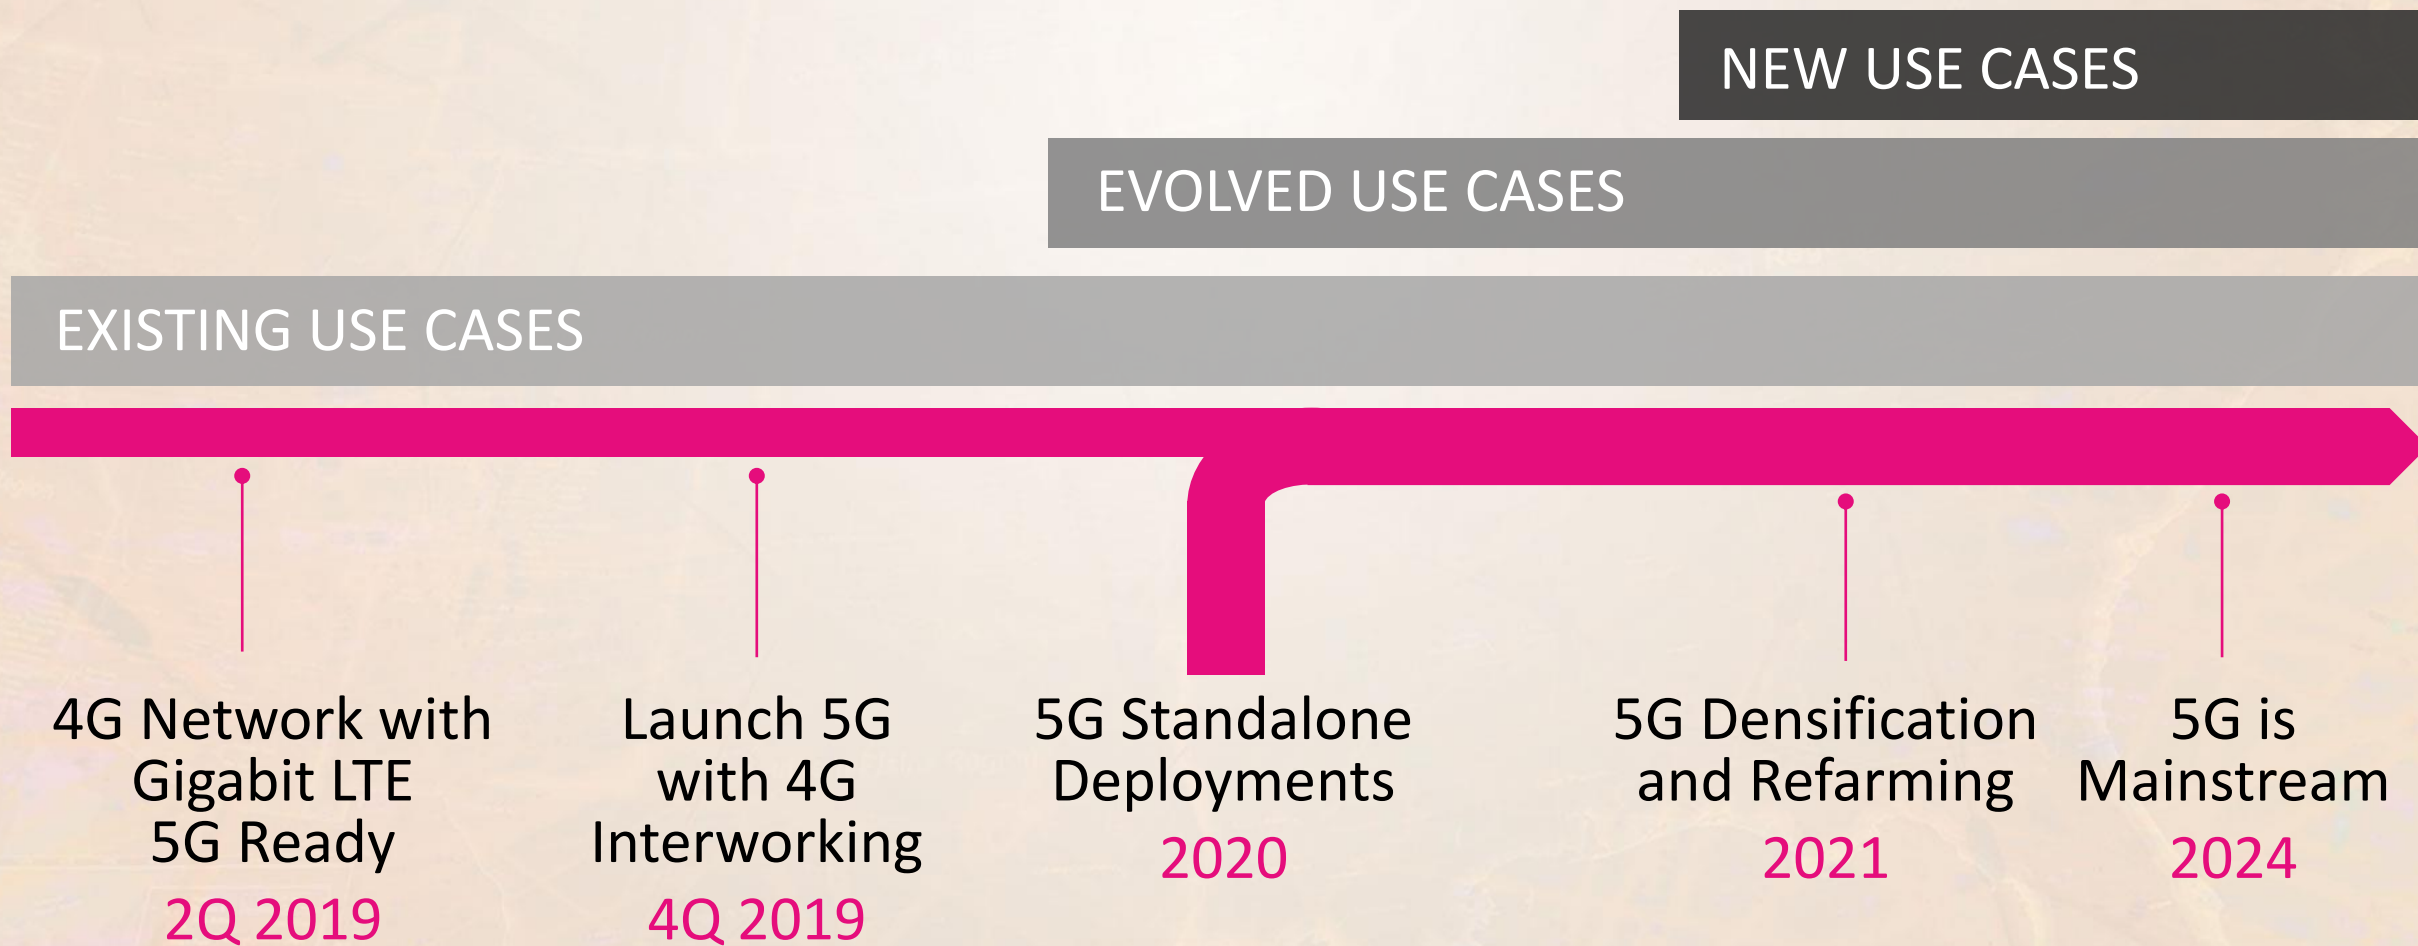 NEW USE CASES
EVOLVED USE CASES
EXISTING USE CASES
4G Network with
Gigabit LTE
5G Ready
2Q 2019
Launch 5G
with 4G
Interworking
4Q 2019
5G Standalone
Deployments
2020
5G Densification
and Refarming
2021
5G is
Mainstream
2024